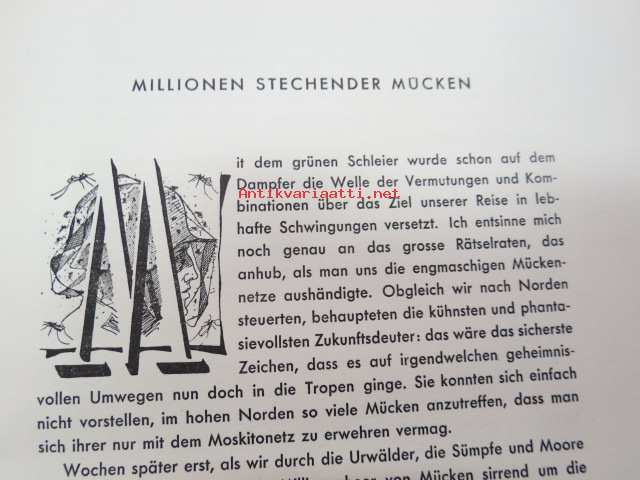 MILLIONEN STECHENDER MÜCKEN
Mit dem grünen Schleier wurde schon auf dem
Dampfer die Welle der Vermutungen und Kom-
Antikvariaatti.net
binationen über das Ziel unserer Reise in leb-
hafte Schwingungen versetzt. Ich entsinne mich
noch genau an das grosse Rätselraten, das
anhub, als man uns die engmaschigen Mücken-
netze aushändigte. Obgleich wir nach Norden
steuerten, behaupteten die kühnsten und phanta-
sievollsten Zukunftsdeuter: das wäre das sicherste
Zeichen, dass es auf irgendwelchen geheimnis-
vollen Umwegen nun doch in die Tropen ginge. Sie konnten sich einfach
nicht vorstellen, im hohen Norden so viele Mücken anzutreffen, dass man
sich ihrer nur mit dem Moskitonetz zu erwehren vermag.
Wochen später erst, als wir durch die Urwälder, die Sümpfe und Moore
von Mücken sirrend um die